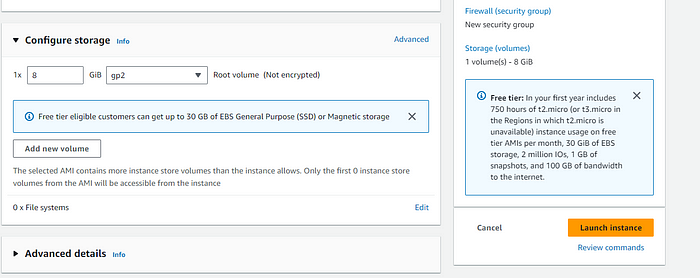 Configure storage Info
Advanced
1x 8 GiB gp2 Root volume (Not encrypted)
Free tier eligible customers can get up to 30 GB of EBS General Purpose (SSD) or Magnetic storage
Add new volume
The selected AMI contains more instance store volumes than the instance allows. Only the first 0 instance store
volumes from the AMI will be accessible from the instance
0 x File systems
Edit
Advanced details Info
Firewall (security group)
New security group
Storage (volumes)
1 volume(s) - 8 GiB
Free tier: In your first year includes
750 hours of t2.micro (or t3.micro in
the Regions in which t2.micro is
unavailable) instance usage on free
tier AMIs per month, 30 GiB of EBS
storage, 2 million IOs, 1 GB of
snapshots, and 100 GB of bandwidth
to the internet.
Cancel
Launch instance
Review commands